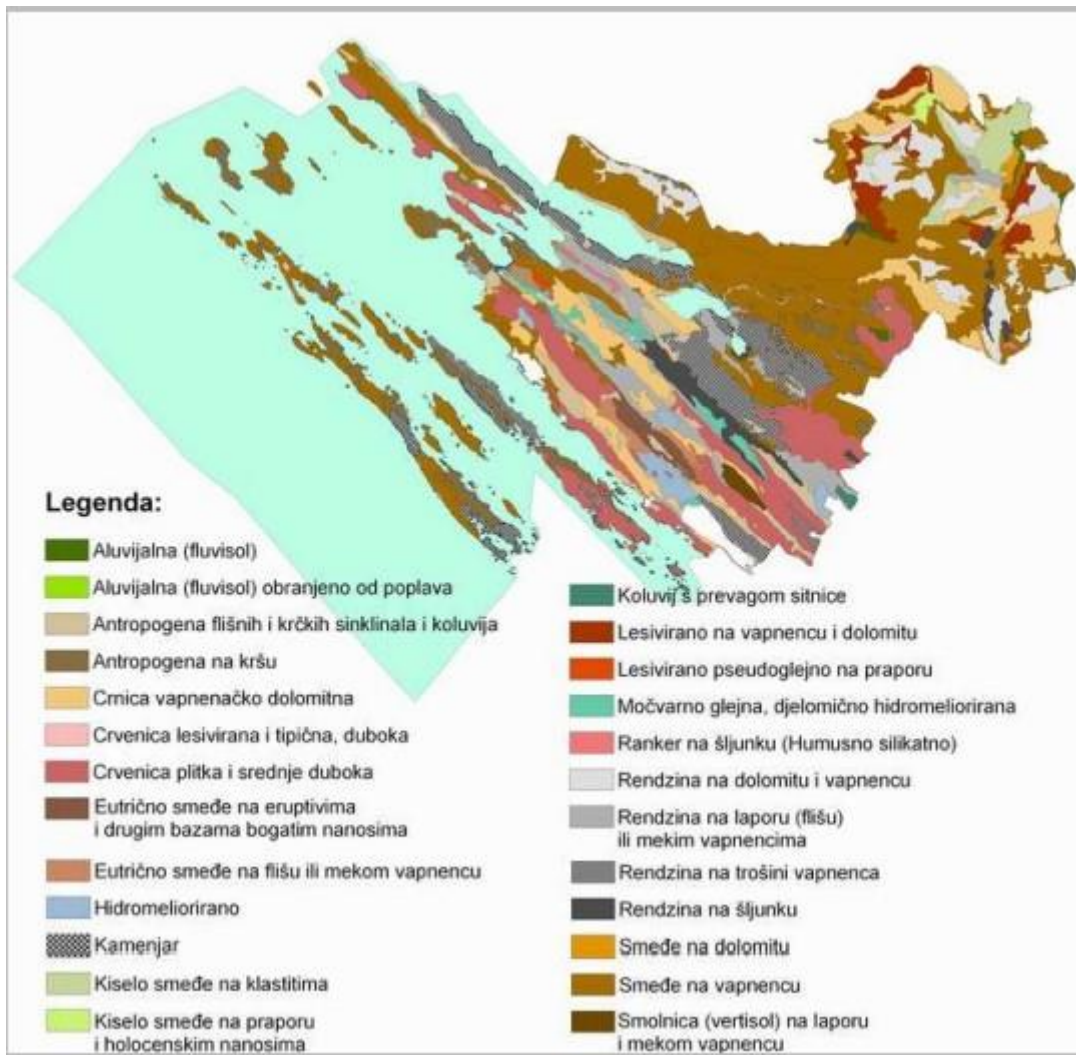 Legenda:
Aluvijalna (fluvisol)
Aluvijalna (fluvisol) obranjeno od poplava
Antropogena flišnih i krčkih sinklinala i koluvija
Antropogena na kršu
Crnica vapnenačko dolomitna
Crvenica lesivirana i tipična, duboka
Crvenica plitka i srednje duboka
Eutrično smeđe na eruptivima
i drugim bazama bogatim nanosima
Eutrično smeđe na flišu ili mekom vapnencu
Hidromeliorirano
Kamenjar
Kiselo smeđe na klastitima
Kiselo smeđe na praporu
i holocenskim nanosima
Koluvij s prevagom sitnice
Lesivirano na vapnencu i dolomitu
Lesivirano pseudoglejno na praporu
Močvarno glejna, djelomično hidromeliorirana
Ranker na šljunku (Humusno silikatno)
Rendzina na dolomitu i vapnencu
Rendzina na laporu (flišu)
ili mekim vapnencima
Rendzina na trošini vapnenca
Rendzina na šljunku
Smeđe na dolomitu
Smeđe na vapnencu
Smolnica (vertisol) na laporu
i mekom vapnencu